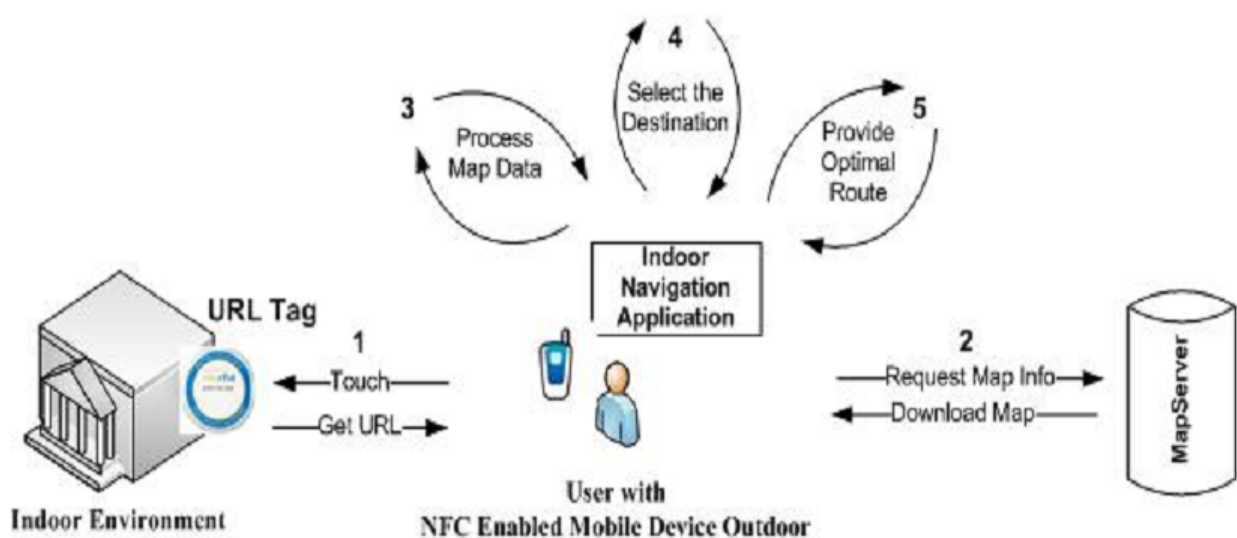 4
Select the
Destination
3
Process
Map Data
5
Provide
Optimal
Route
Indoor
Navigation
Application
URL Tag
1
Touch
Get URL
2
Request Map Info
Download Map
MapServer
User with
NFC Enabled Mobile Device Outdoor
Indoor Environment